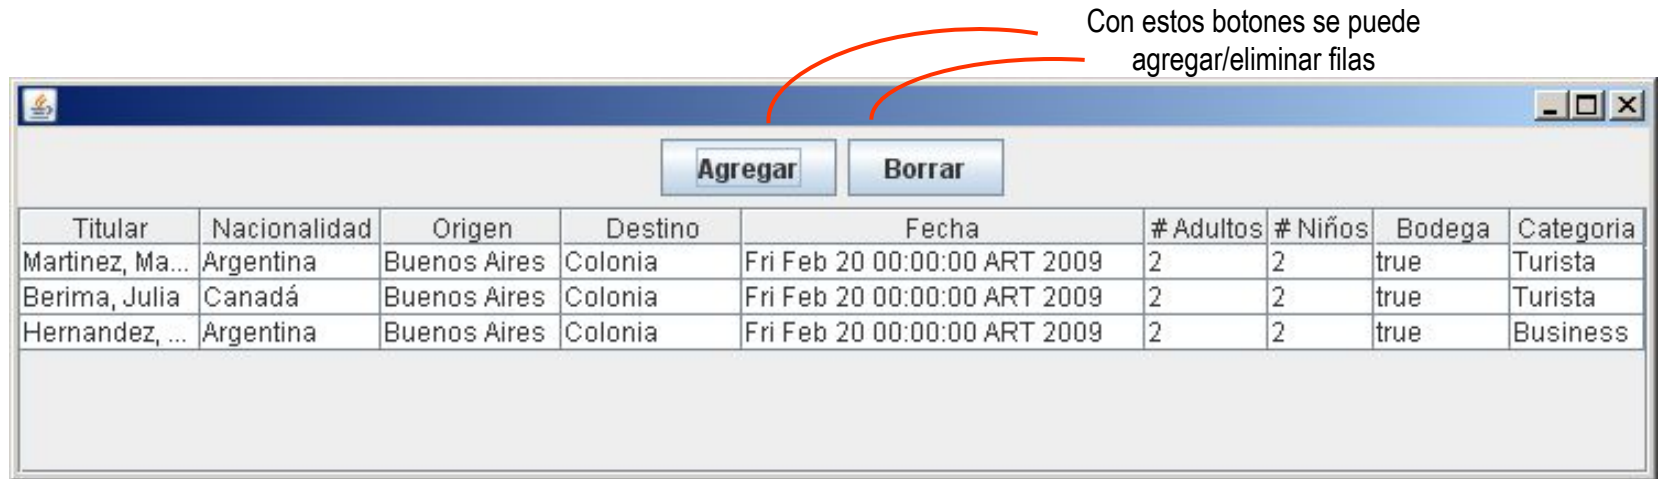 Con estos botones se puede
agregar/eliminar filas
Agregar Borrar
Titular Nacionalidad Origen Destino Fecha # Adultos # Niños Bodega Categoria
Martinez, Ma... Argentina Buenos Aires Colonia Fri Feb 20 00:00:00 ART 2009 2 2 true Turista
Berima, Julia Canadá Buenos Aires Colonia Fri Feb 20 00:00:00 ART 2009 2 2 true Turista
Hernandez, ... Argentina Buenos Aires Colonia Fri Feb 20 00:00:00 ART 2009 2 2 true Business